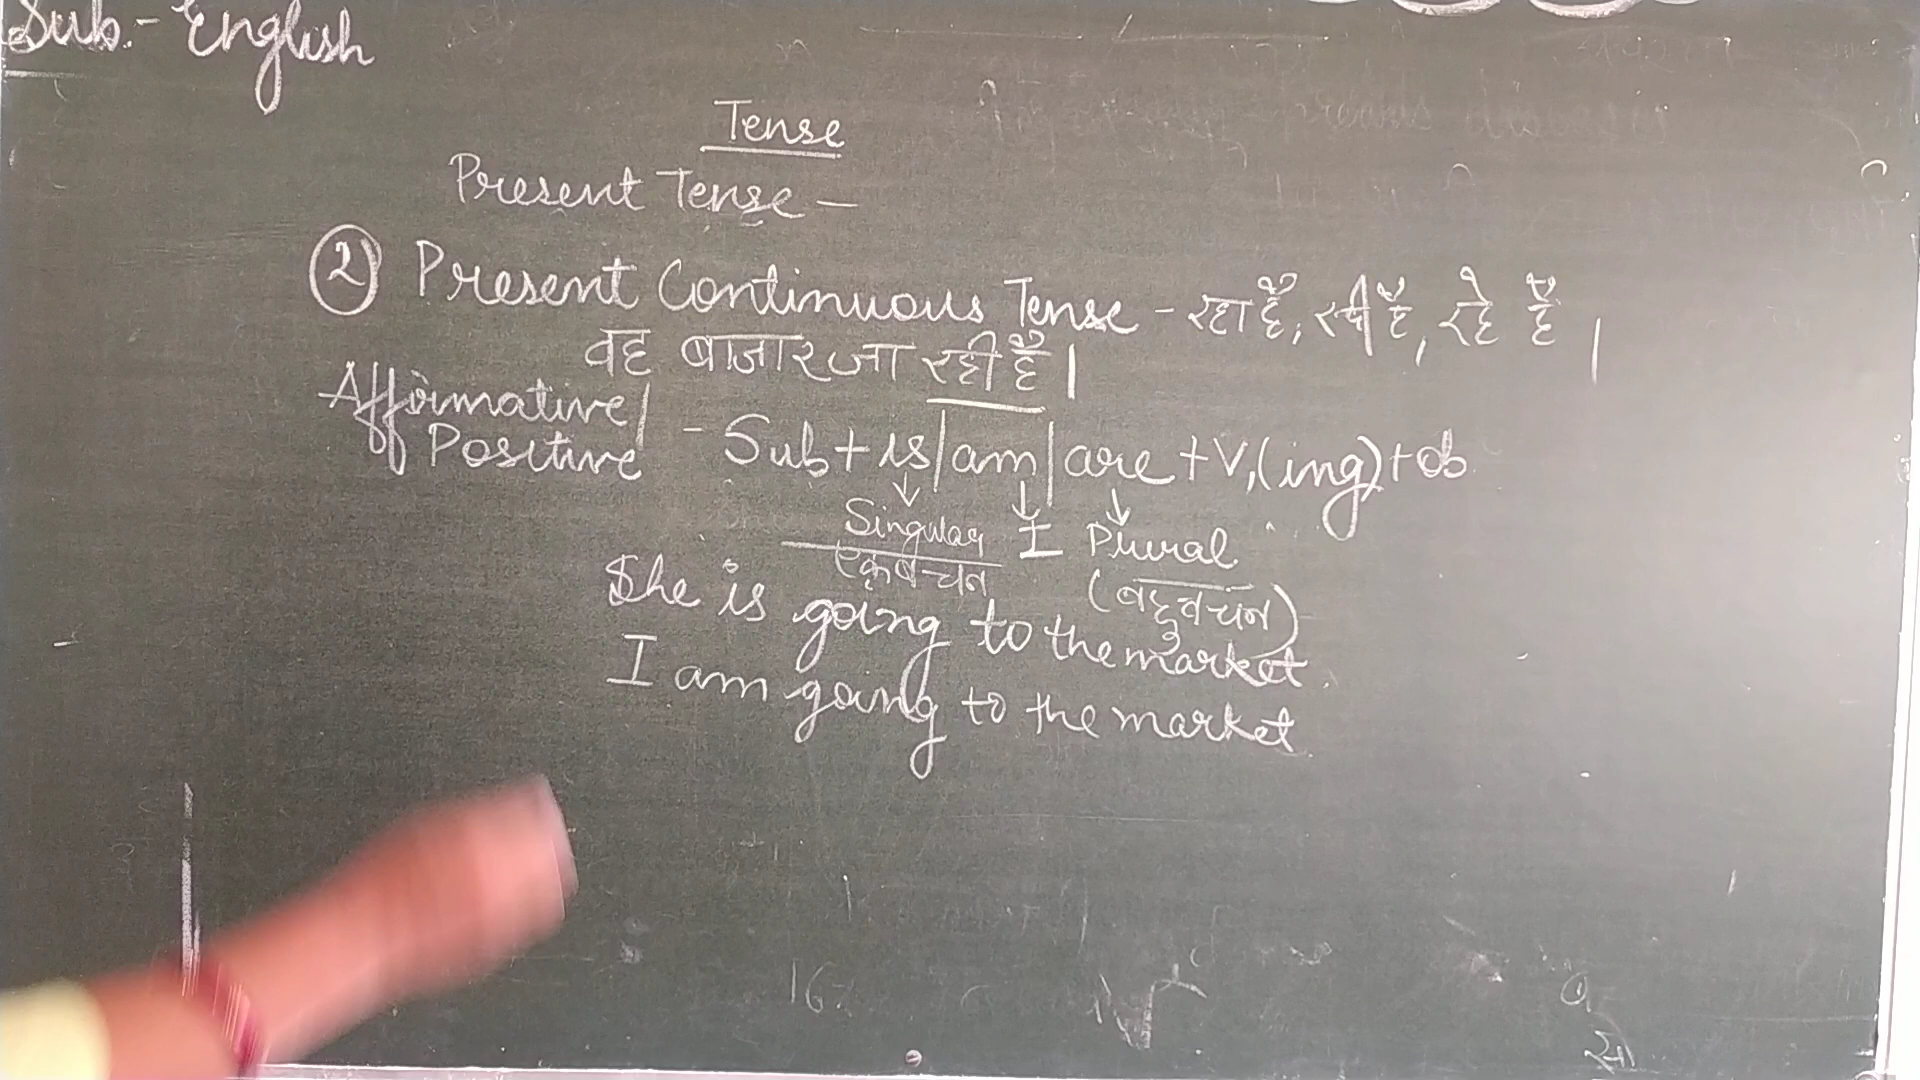 Sub.- English
Tense
Present Tense –
② Present Continuous Tense - रहा हूँ, रही हूँ, रहे हैं।
वह बाजार जा रही हैं।
Affirmative/ Positive - Sub+is|am|are+V₁(ing)+ob
Singular I Plural
एकबचन (बहुवचन)
She is going to the market.
I am going to the market.